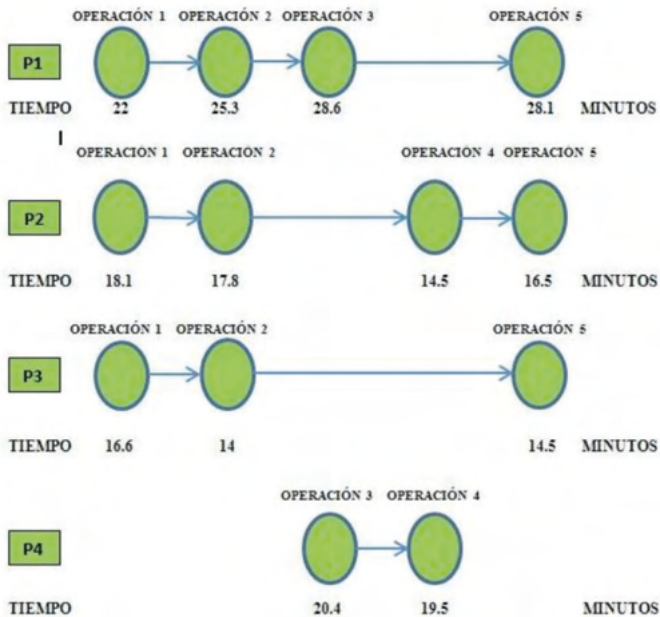 OPERACIÓN 1 OPERACIÓN 2 OPERACIÓN 3 OPERACIÓN 5
P1
TIEMPO 22 25.3 28.6 28.1 MINUTOS
OPERACIÓN 1 OPERACIÓN 2 OPERACIÓN 4 OPERACIÓN 5
P2
TIEMPO 18.1 17.8 14.5 16.5 MINUTOS
OPERACIÓN 1 OPERACIÓN 2 OPERACIÓN 5
P3
TIEMPO 16.6 14 14.5 MINUTOS
OPERACIÓN 3 OPERACIÓN 4
P4
TIEMPO 20.4 19.5 MINUTOS